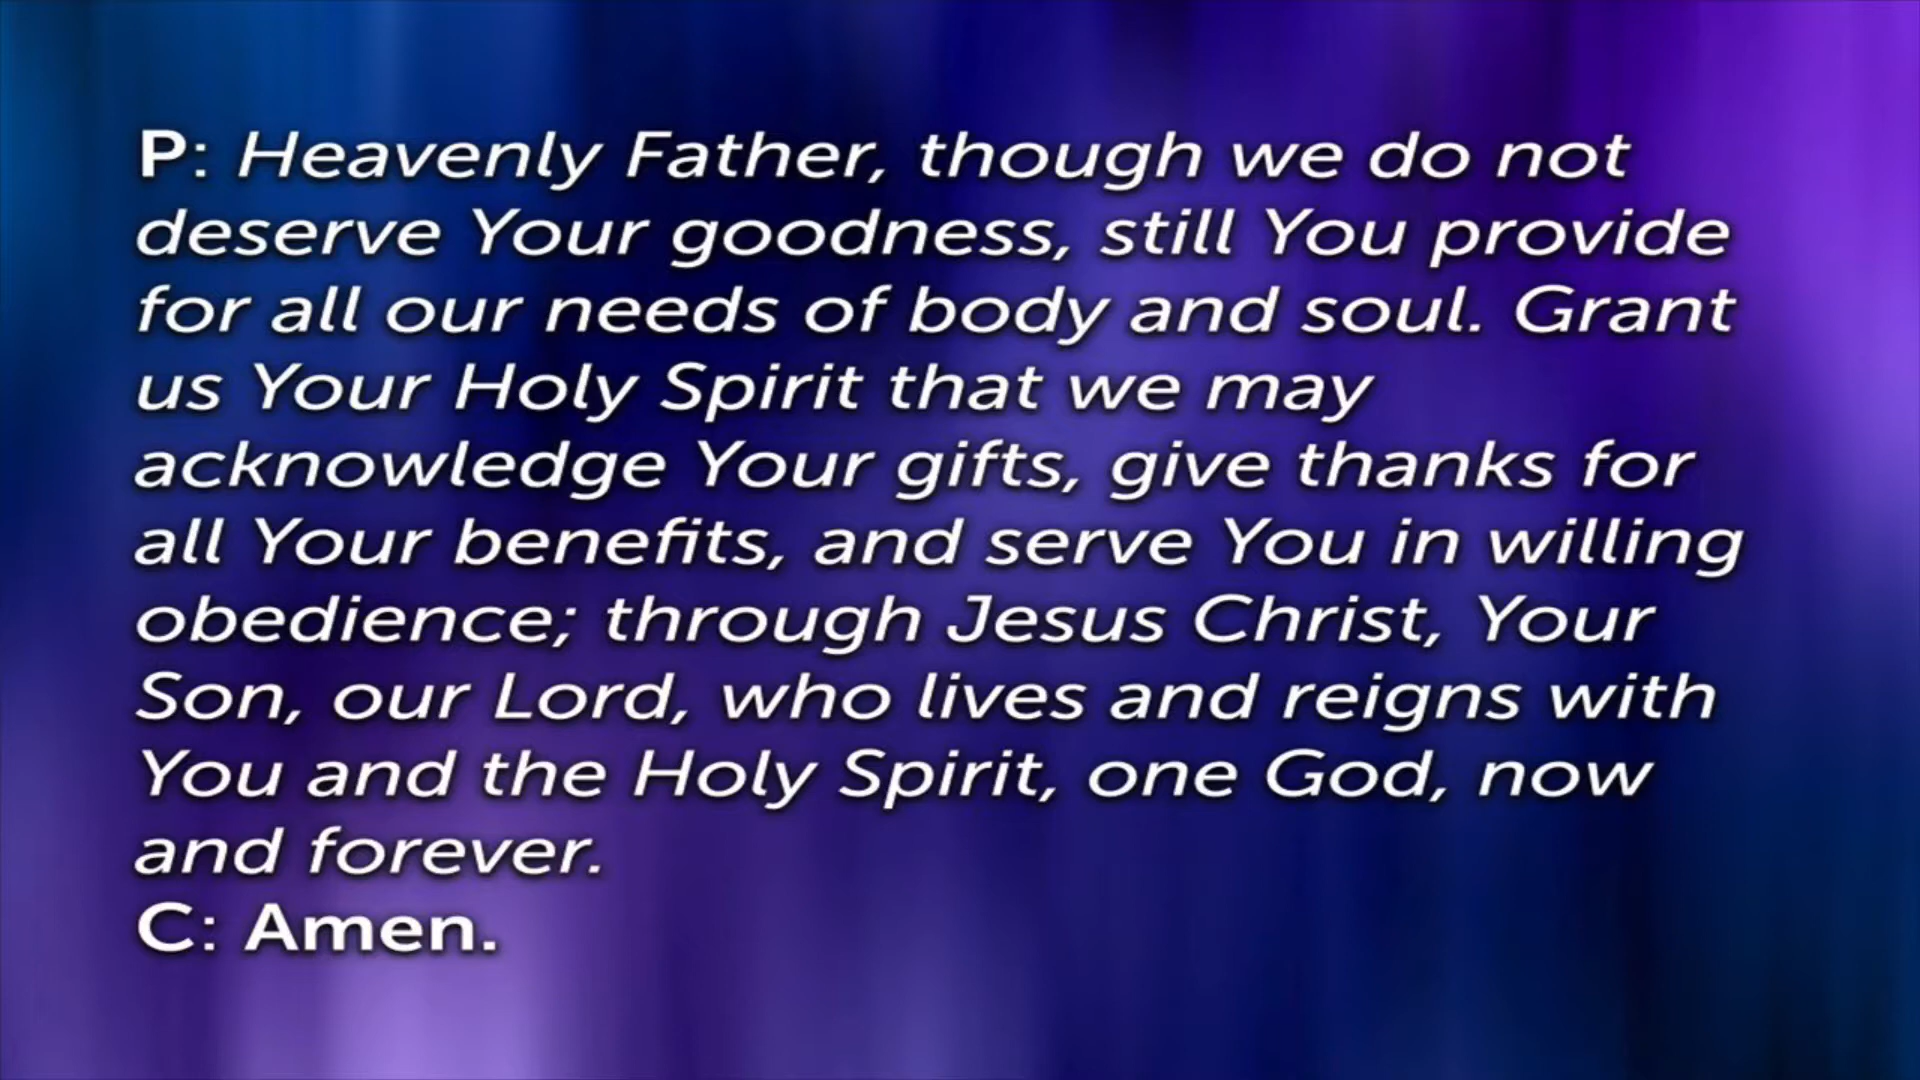 P: Heavenly Father, though we do not
deserve Your goodness, still You provide
for all our needs of body and soul. Grant
us Your Holy Spirit that we may
acknowledge Your gifts, give thanks for
all Your benefits, and serve You in willing
obedience; through Jesus Christ, Your
Son, our Lord, who lives and reigns with
You and the Holy Spirit, one God, now
and forever.
C: Amen.